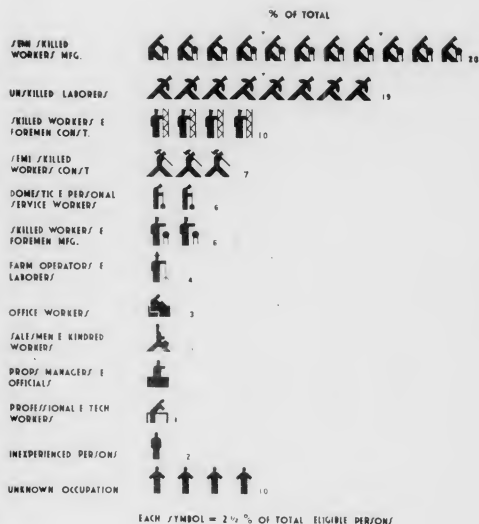 % OF TOTAL
SEMI SKILLED
WORKERS MFG.
20
UNSKILLED LABORERS
19
SKILLED WORKERS E
FOREMEN CONST.
10
SEMI SKILLED
WORKERS CONST
7
DOMESTIC E PERSONAL
SERVICE WORKERS
6
SKILLED WORKERS E
FOREMEN MFG.
6
FARM OPERATORS E
LABORERS
4
OFFICE WORKERS
3
SALESMEN E KINDRED
WORKERS
PROPS MANAGERS E
OFFICIALS
PROFESSIONAL E TECH
WORKERS
1
INEXPERIENCED PERSONS
2
UNKNOWN OCCUPATION
10
EACH SYMBOL = 2 1/2 % OF TOTAL ELIGIBLE PERSONS